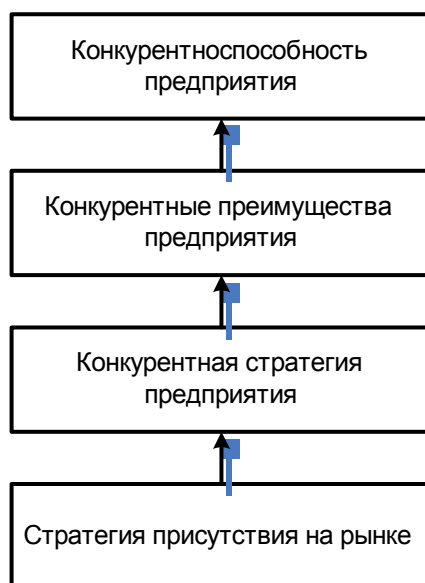 Конкурентноспособность
предприятия
Конкурентные преимущества
предприятия
Конкурентная стратегия
предприятия
Стратегия присутствия на рынке